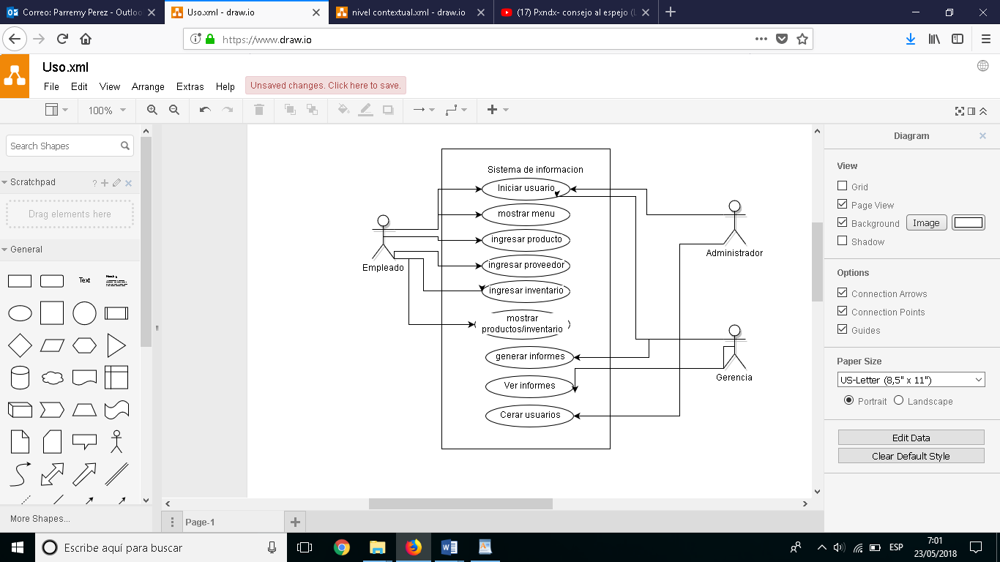 Correo: Parremy Perez - Outloo
Uso.xml - draw.io
nivel contextual.xml - draw.io
(17) Pxndx- consejo al espejo (L
https://www.draw.io
Uso.xml
File Edit View Arrange Extras Help
Unsaved changes. Click here to save.
100%
Search Shapes
Scratchpad
?
Drag elements here
General
Text
Heading
More Shapes...
Sistema de informacion
Iniciar usuario
mostrar menu
ingresar producto
ingresar proveedor
ingresar inventario
mostrar
productos/inventario
generar informes
Ver informes
Cerar usuarios
Empleado
Administrador
Gerencia
Page-1
Diagram
View
Grid
Page View
Background
Image
Shadow
Options
Connection Arrows
Connection Points
Guides
Paper Size
US-Letter (8,5" x 11")
Portrait Landscape
Edit Data
Clear Default Style
Escribe aquí para buscar
ESP
7:01
23/05/2018